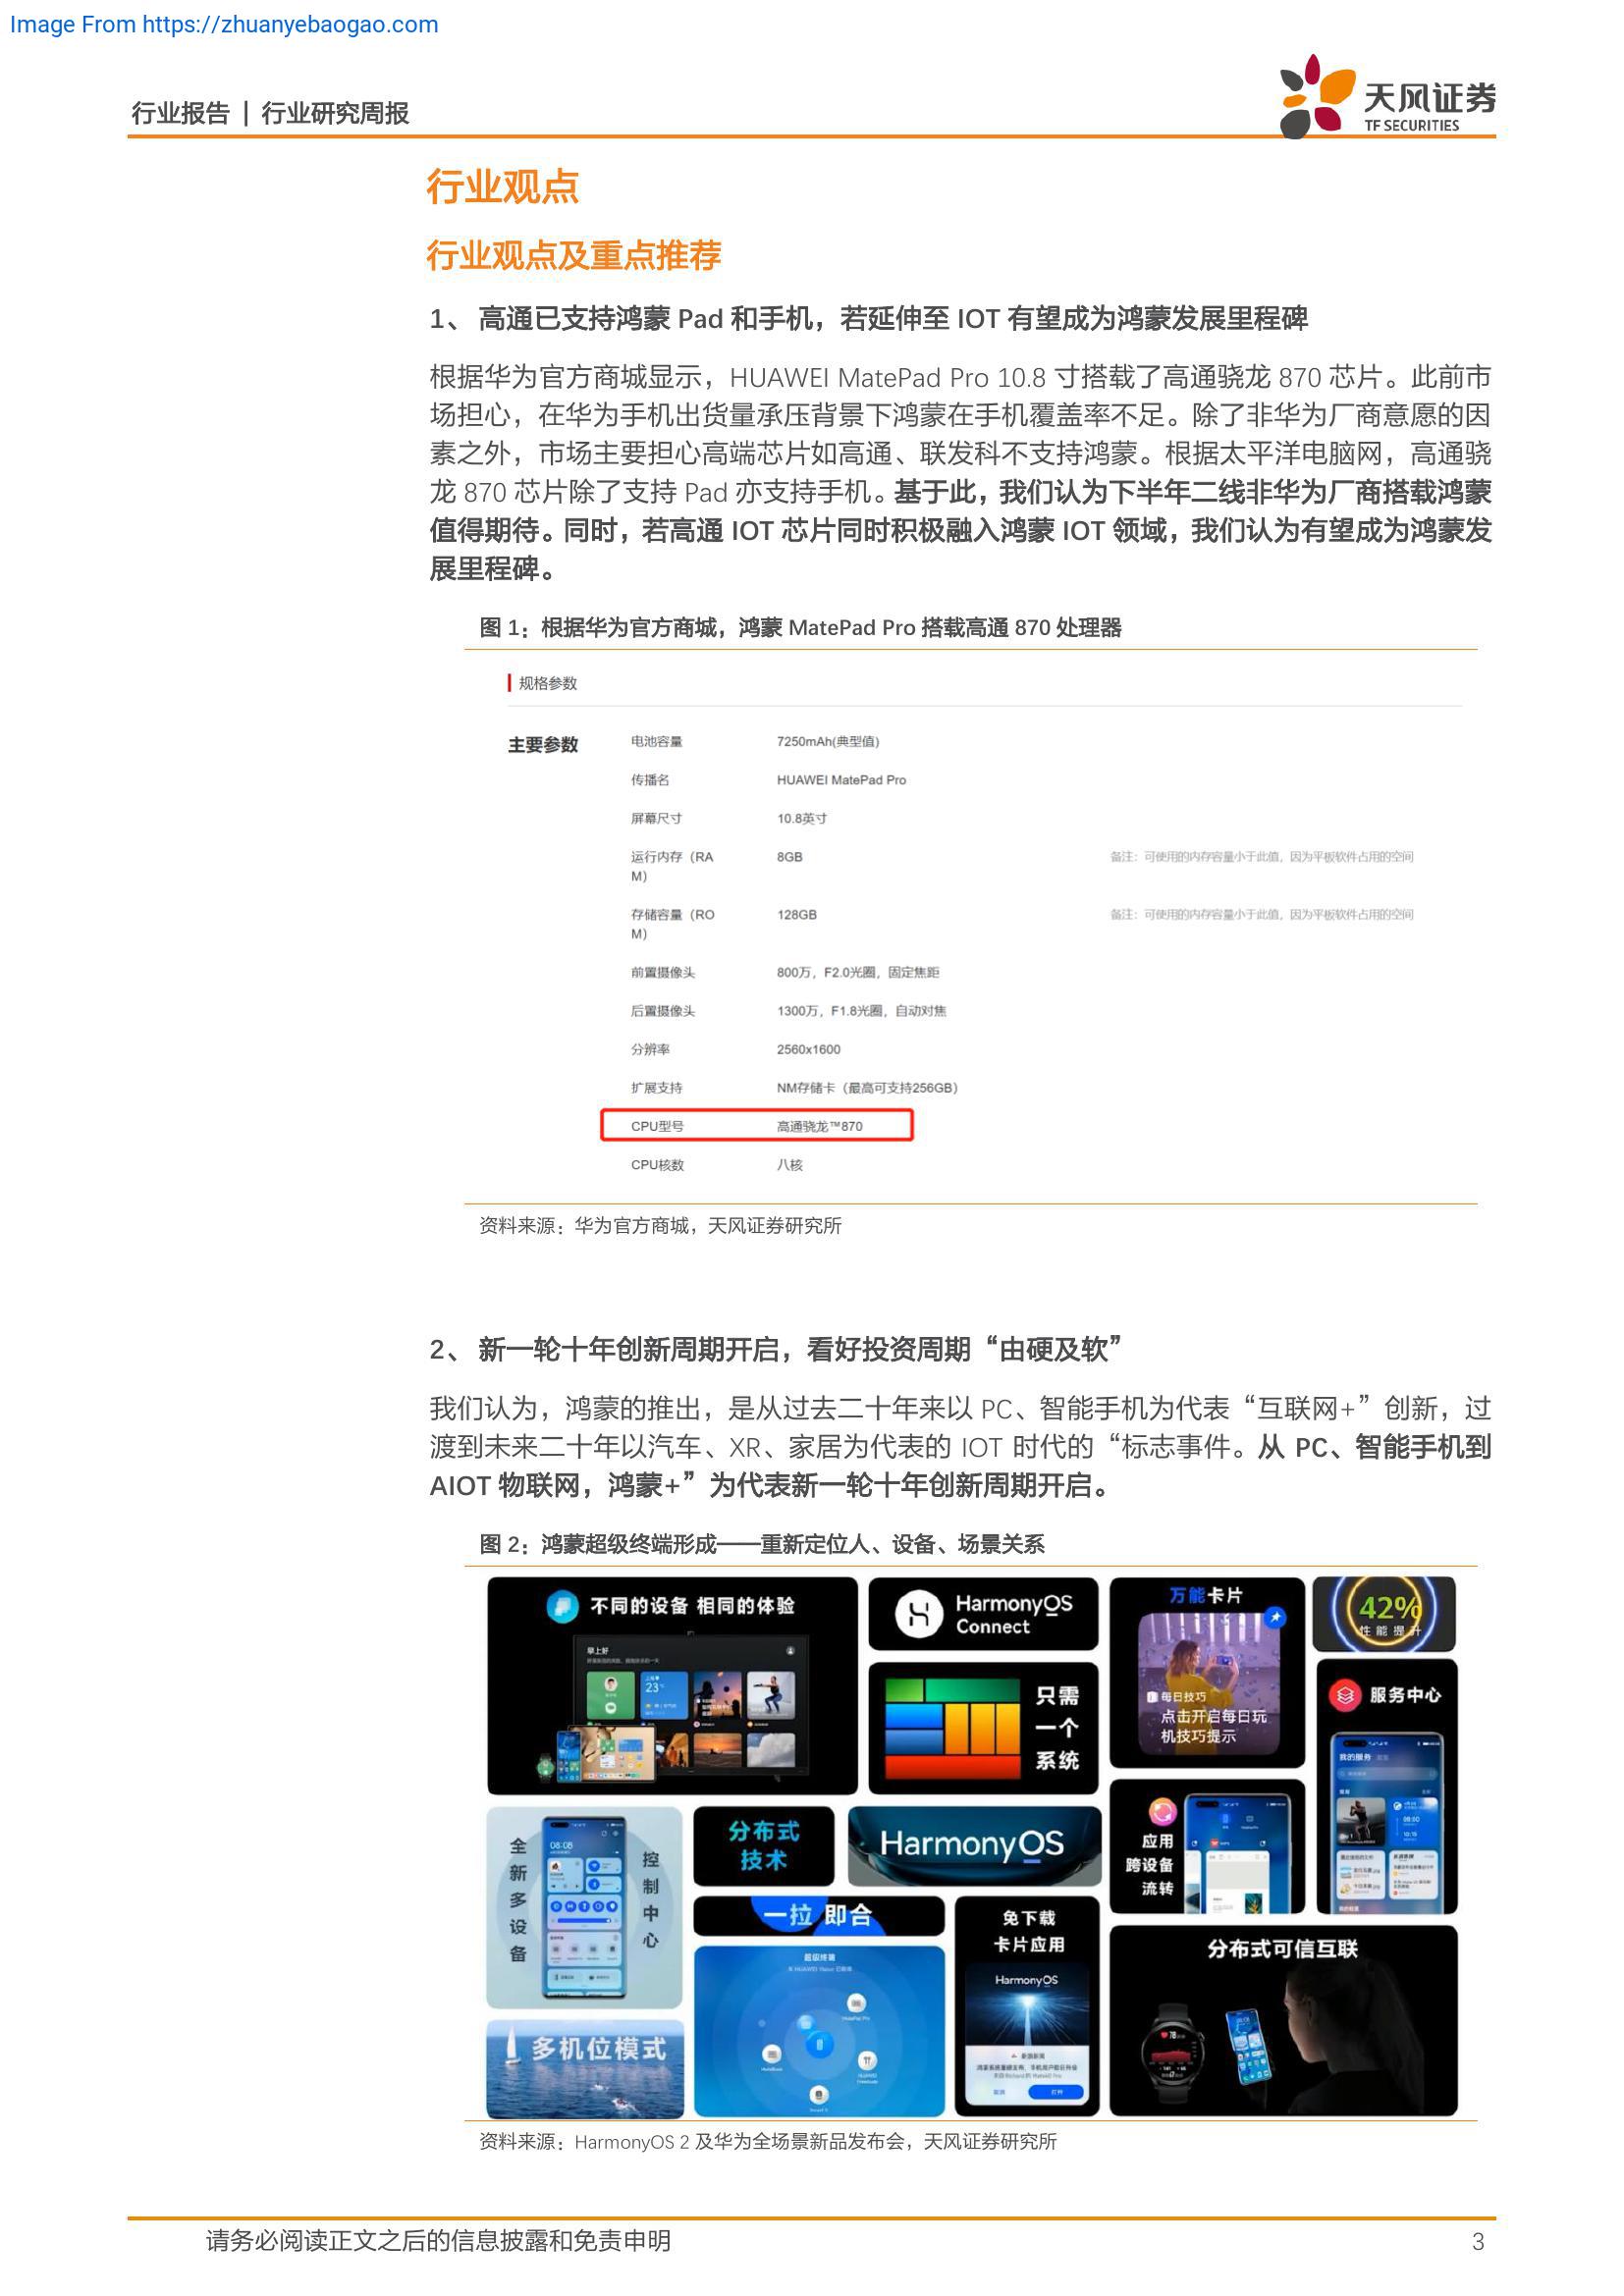 Image From https://zhuanyebaogao.com
行业报告 | 行业研究周报
天风证券
TF SECURITIES
行业观点
行业观点及重点推荐
1、 高通已支持鸿蒙 Pad 和手机，若延伸至 IOT 有望成为鸿蒙发展里程碑
根据华为官方商城显示，HUAWEI MatePad Pro 10.8 寸搭载了高通骁龙 870 芯片。此前市
场担心，在华为手机出货量承压背景下鸿蒙在手机覆盖率不足。除了非华为厂商意愿的因
素之外，市场主要担心高端芯片如高通、联发科不支持鸿蒙。根据太平洋电脑网，高通骁
龙 870 芯片除了支持 Pad 亦支持手机。基于此，我们认为下半年二线非华为厂商搭载鸿蒙
值得期待。同时，若高通 IOT 芯片同时积极融入鸿蒙 IOT 领域，我们认为有望成为鸿蒙发
展里程碑。
图 1：根据华为官方商城，鸿蒙 MatePad Pro 搭载高通 870 处理器
规格参数
主要参数
电池容量 7250mAh(典型值)
传播名 HUAWEI MatePad Pro
屏幕尺寸 10.8英寸
运行内存（RA 8GB 备注：可使用的内存容量小于此值，因为平板软件占用的空间
M）
存储容量（RO 128GB 备注：可使用的内存容量小于此值，因为平板软件占用的空间
M）
前置摄像头 800万，F2.0光圈，固定焦距
后置摄像头 1300万，F1.8光圈，自动对焦
分辨率 2560x1600
扩展支持 NM存储卡（最高可支持256GB）
CPU型号 高通骁龙™870
CPU核数 八核
资料来源：华为官方商城，天风证券研究所
2、 新一轮十年创新周期开启，看好投资周期“由硬及软”
我们认为，鸿蒙的推出，是从过去二十年来以 PC、智能手机为代表“互联网+”创新，过
渡到未来二十年以汽车、XR、家居为代表的 IOT 时代的“标志事件。从 PC、智能手机到
AIOT 物联网，鸿蒙+”为代表新一轮十年创新周期开启。
图 2：鸿蒙超级终端形成——重新定位人、设备、场景关系
不同的设备 相同的体验
早上好
23°
HarmonyOS
Connect
只需
一个
系统
万能卡片
每日技巧
点击开启每日玩
机技巧提示
42%
性能提升
服务中心
我的服务
全新多设备
08:08
控制中心
分布式
技术
HarmonyOS
应用
跨设备
流转
一拉 即合
超级终端
免下载
卡片应用
HarmonyOS
分布式可信互联
多机位模式
资料来源：HarmonyOS 2 及华为全场景新品发布会，天风证券研究所
请务必阅读正文之后的信息披露和免责申明
3